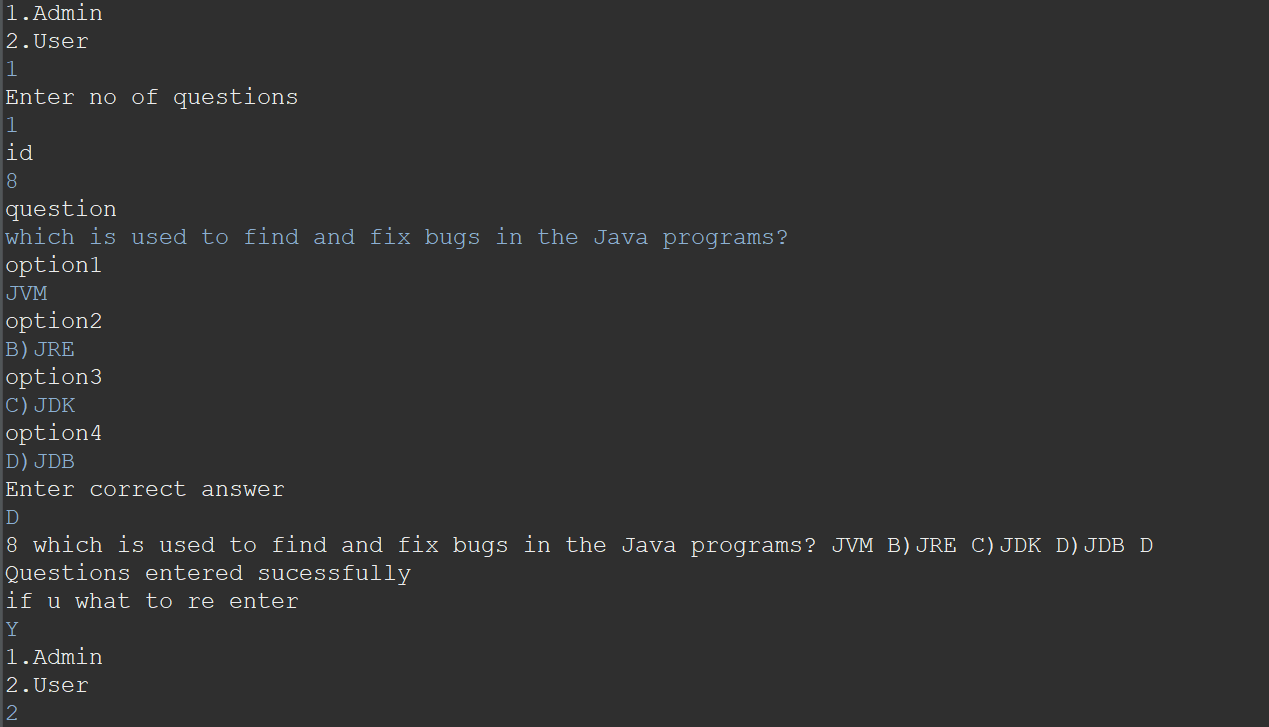 1.Admin
2.User
1
Enter no of questions
1
id
8
question
which is used to find and fix bugs in the Java programs?
option1
JVM
option2
B)JRE
option3
C)JDK
option4
D)JDB
Enter correct answer
D
8 which is used to find and fix bugs in the Java programs? JVM B)JRE C)JDK D)JDB D
Questions entered sucessfully
if u what to re enter
Y
1.Admin
2.User
2